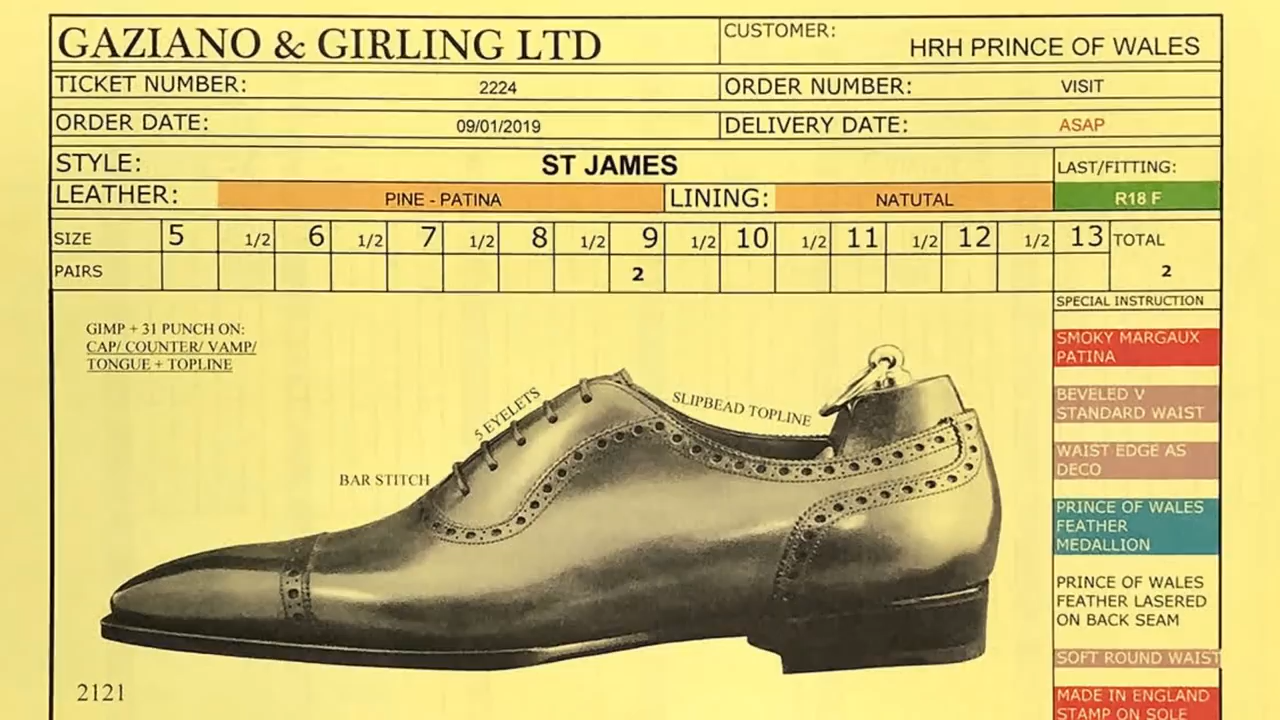 GAZIANO & GIRLING LTD
CUSTOMER: HRH PRINCE OF WALES
TICKET NUMBER: 2224 ORDER NUMBER: VISIT
ORDER DATE: 09/01/2019 DELIVERY DATE: ASAP
STYLE: ST JAMES LAST/FITTING:
LEATHER: PINE - PATINA LINING: NATUTAL R18 F
SIZE 5 1/2 6 1/2 7 1/2 8 1/2 9 1/2 10 1/2 11 1/2 12 1/2 13 TOTAL
PAIRS 2 2
GIMP + 31 PUNCH ON:
CAP/ COUNTER/ VAMP/
TONGUE + TOPLINE
5 EYELETS
SLIPBEAD TOPLINE
BAR STITCH
2121
SPECIAL INSTRUCTION
SMOKY MARGAUX
PATINA
BEVELED V
STANDARD WAIST
WAIST EDGE AS
DECO
PRINCE OF WALES
FEATHER
MEDALLION
PRINCE OF WALES
FEATHER LASERED
ON BACK SEAM
SOFT ROUND WAIST
MADE IN ENGLAND
STAMP ON SOLE